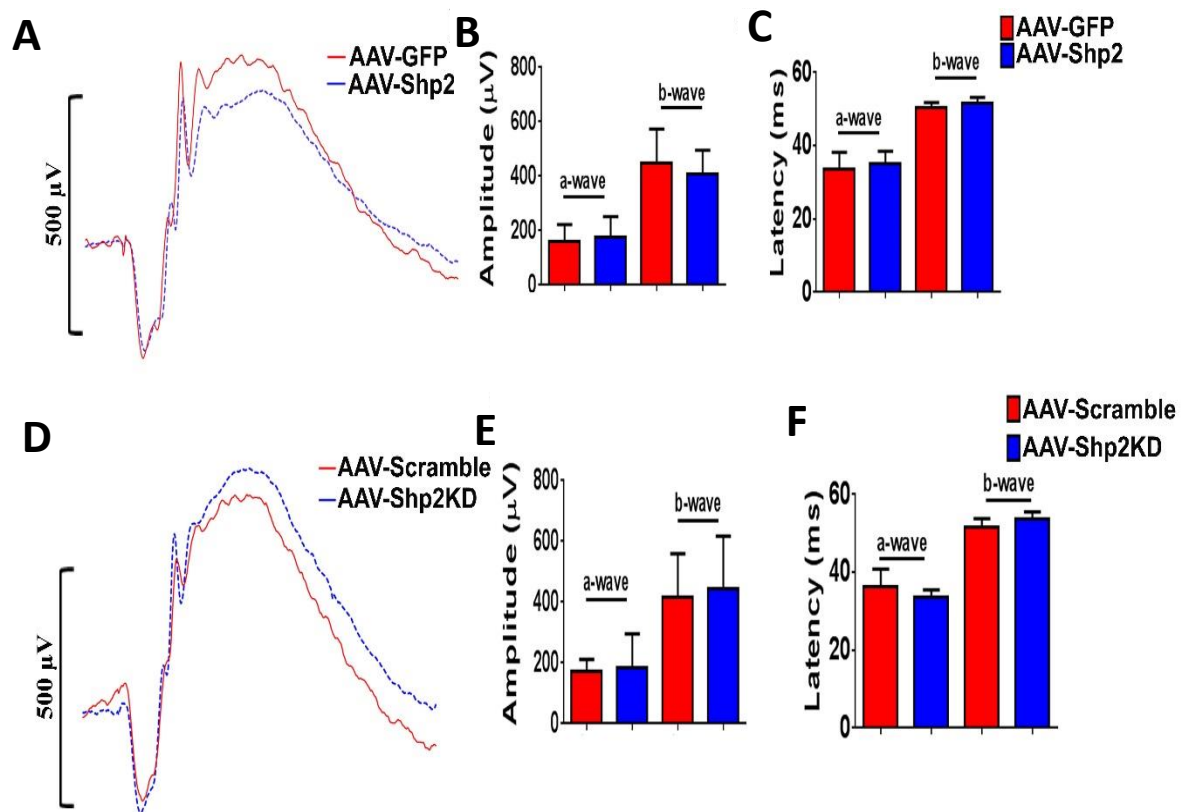 A
AAV-GFP
AAV-Shp2
500 µV
B
Amplitude (µV)
800
600
400
200
0
a-wave
b-wave
C
AAV-GFP
AAV-Shp2
Latency (ms)
60
40
20
0
a-wave
b-wave
D
AAV-Scramble
AAV-Shp2KD
500 µV
E
Amplitude (µV)
800
600
400
200
0
a-wave
b-wave
F
AAV-Scramble
AAV-Shp2KD
Latency (ms)
60
40
20
0
a-wave
b-wave